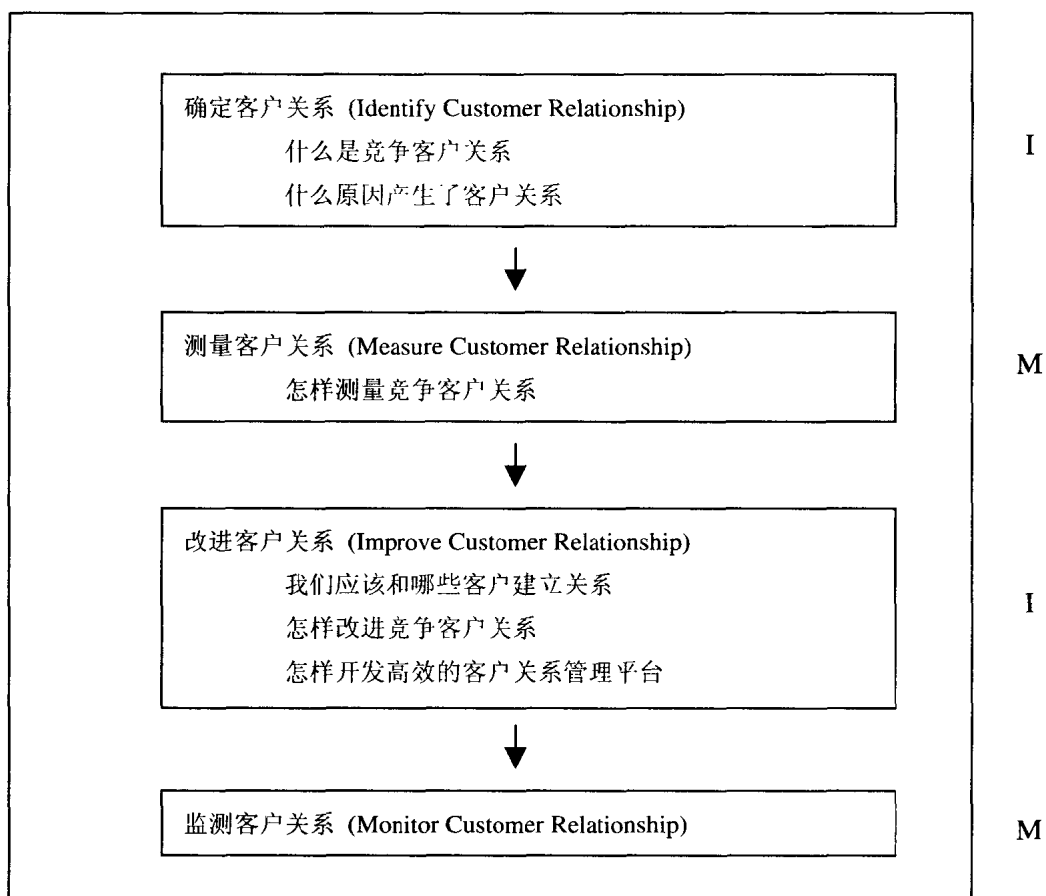 确定客户关系 (Identify Customer Relationship)
什么是竞争客户关系
什么原因产生了客户关系
I
测量客户关系 (Measure Customer Relationship)
怎样测量竞争客户关系
M
改进客户关系 (Improve Customer Relationship)
我们应该和哪些客户建立关系
怎样改进竞争客户关系
怎样开发高效的客户关系管理平台
I
监测客户关系 (Monitor Customer Relationship)
M